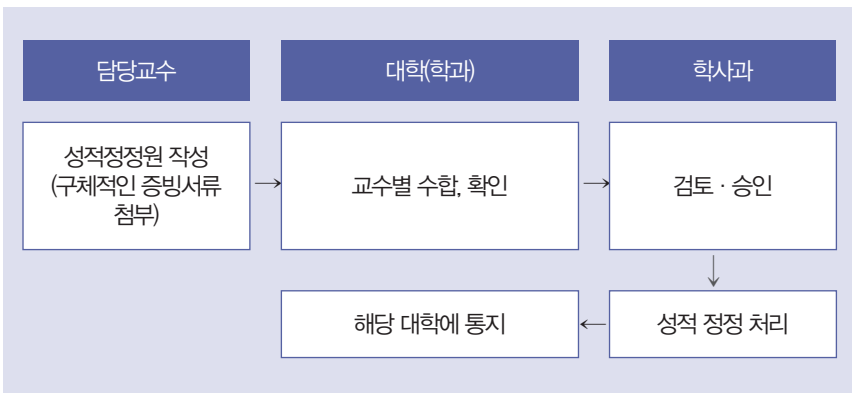 담당교수
대학(학과)
학사과
성적정정원 작성
(구체적인 증빙서류
첨부)
교수별 수합, 확인
검토 · 승인
해당 대학에 통지
성적 정정 처리